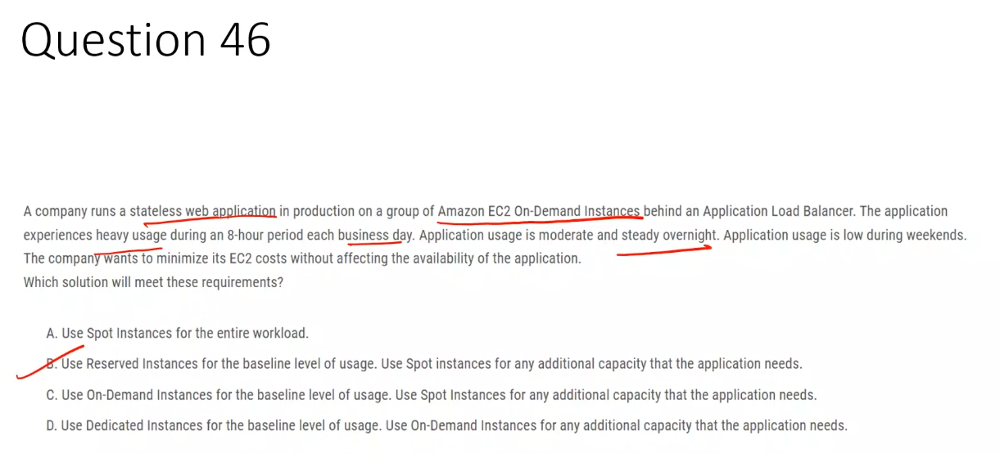 Question 46
A company runs a stateless web application in production on a group of Amazon EC2 On-Demand Instances behind an Application Load Balancer. The application
experiences heavy usage during an 8-hour period each business day. Application usage is moderate and steady overnight. Application usage is low during weekends.
The company wants to minimize its EC2 costs without affecting the availability of the application.
Which solution will meet these requirements?
A. Use Spot Instances for the entire workload.
B. Use Reserved Instances for the baseline level of usage. Use Spot instances for any additional capacity that the application needs.
C. Use On-Demand Instances for the baseline level of usage. Use Spot Instances for any additional capacity that the application needs.
D. Use Dedicated Instances for the baseline level of usage. Use On-Demand Instances for any additional capacity that the application needs.